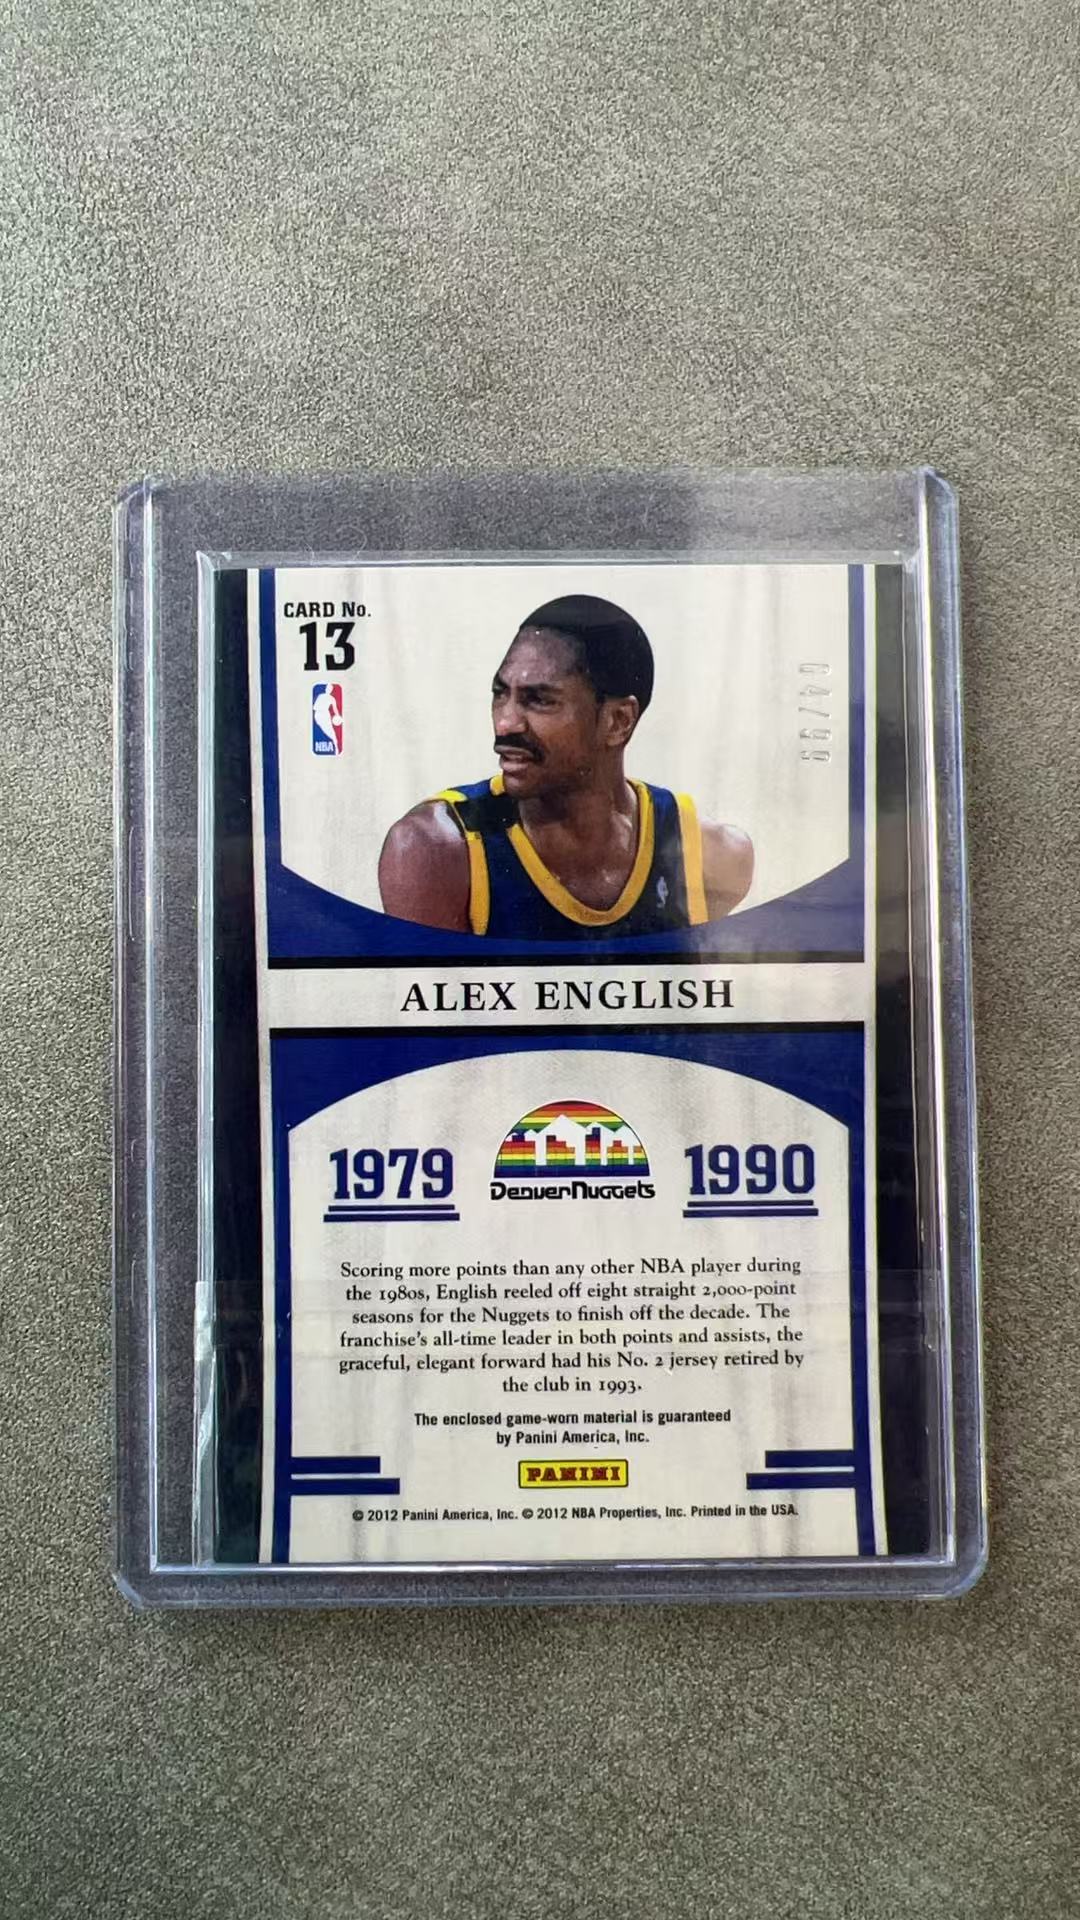 CARD No.
13
NBA
04/99
ALEX ENGLISH
1979
Denver Nuggets
1990
Scoring more points than any other NBA player during
the 1980s, English reeled off eight straight 2,000-point
seasons for the Nuggets to finish off the decade. The
franchise's all-time leader in both points and assists, the
graceful, elegant forward had his No. 2 jersey retired by
the club in 1993.
The enclosed game-worn material is guaranteed
by Panini America, Inc.
PANINI
© 2012 Panini America, Inc. © 2012 NBA Properties, Inc. Printed in the USA.